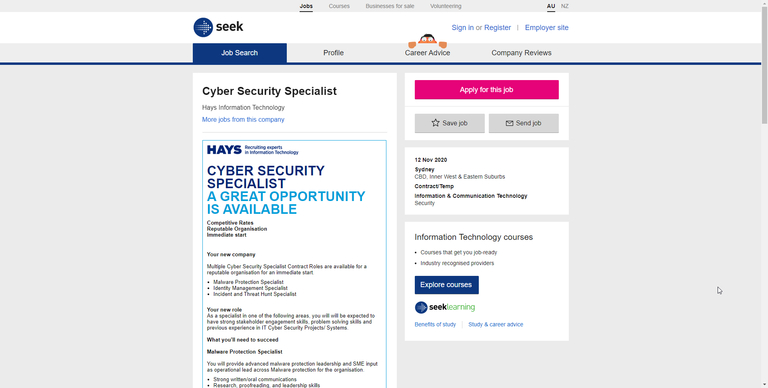 Jobs Courses Businesses for sale Volunteering AU NZ
seek
Sign in or Register | Employer site
Job Search Profile Career Advice Company Reviews
Cyber Security Specialist
Hays Information Technology
More jobs from this company
HAYS Recruiting experts
in Information Technology
CYBER SECURITY
SPECIALIST
A GREAT OPPORTUNITY
IS AVAILABLE
Competitive Rates
Reputable Organisation
Immediate start
Your new company
Multiple Cyber Security Specialist Contract Roles are available for a
reputable organisation for an immediate start
• Malware Protection Specialist
• Identity Management Specialist
• Incident and Threat Hunt Specialist
Your new role
As a specialist in one of the following areas, you will will be expected to
have strong stakeholder engagement skills, problem solving skills and
previous experience in IT Cyber Security Projects/ Systems.
What you'll need to succeed
Malware Protection Specialist
You will provide advanced malware protection leadership and SME input
as operational lead across Malware protection for the organisation.
• Strong written/oral communications
• Research, proofreading, and leadership skills
Apply for this job
Save job
Send job
12 Nov 2020
Sydney
CBD, Inner West & Eastern Suburbs
Contract/Temp
Information & Communication Technology
Security
Information Technology courses
• Courses that get you job-ready
• Industry recognised providers
Explore courses
seeklearning
Benefits of study | Study & career advice